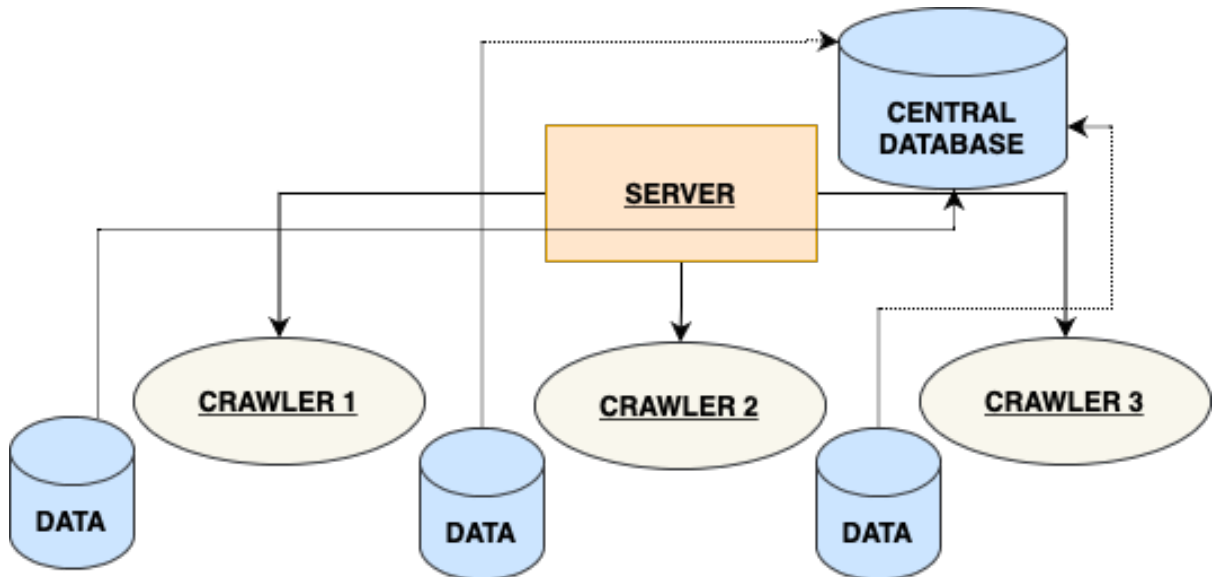 CENTRAL
DATABASE
SERVER
CRAWLER 1
CRAWLER 2
CRAWLER 3
DATA
DATA
DATA